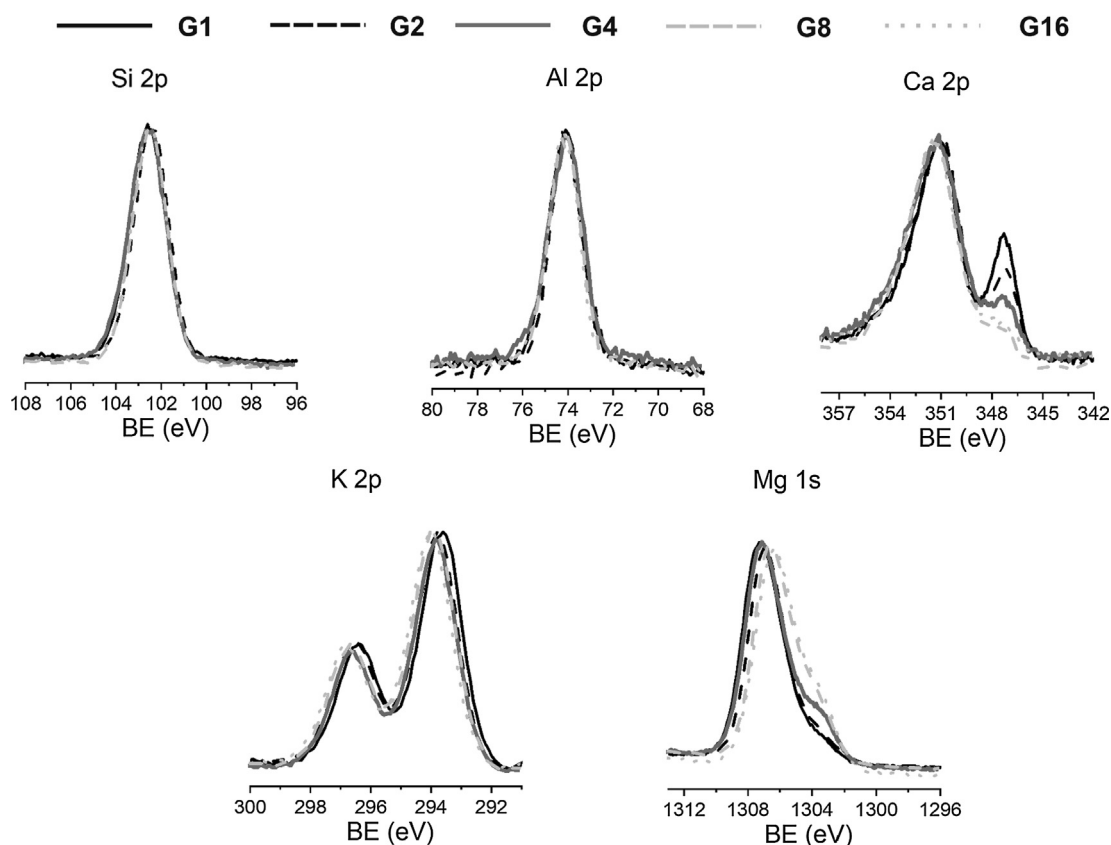 G1 G2 G4 G8 G16
Si 2p Al 2p Ca 2p
108 106 104 102 100 98 96
BE (eV)
80 78 76 74 72 70 68
BE (eV)
357 354 351 348 345 342
BE (eV)
K 2p Mg 1s
300 298 296 294 292
BE (eV)
1312 1308 1304 1300 1296
BE (eV)